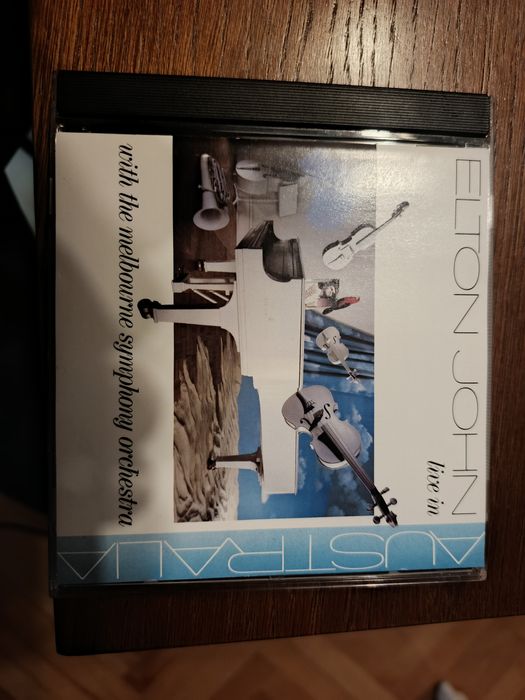 ELTON JOHN
live in
AUSTRALIA
with the melbourne symphony orchestra